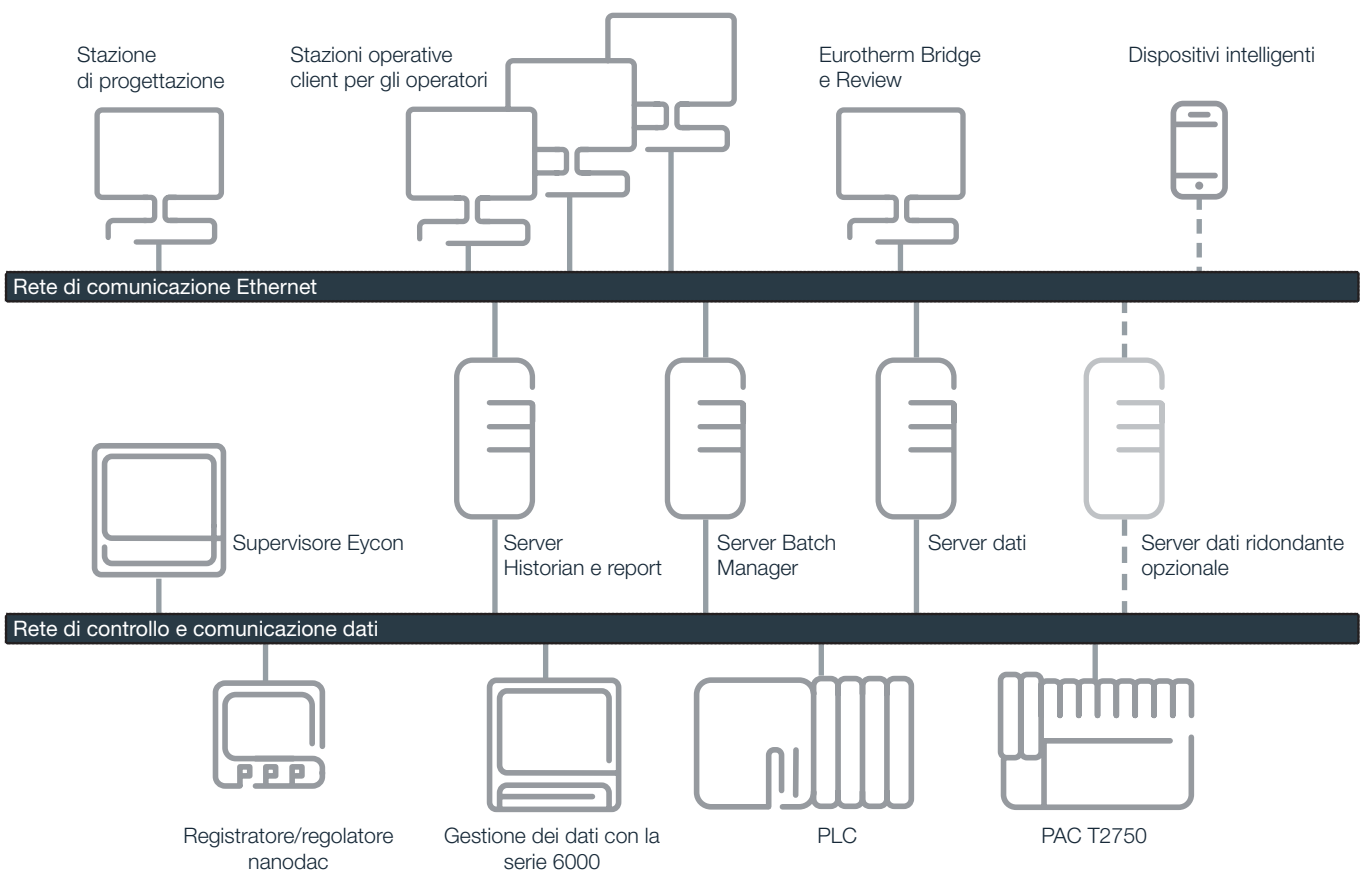 Stazione
di progettazione
Stazioni operative
client per gli operatori
Eurotherm Bridge
e Review
Dispositivi intelligenti
Rete di comunicazione Ethernet
Supervisore Eycon
Server
Historian e report
Server Batch
Manager
Server dati
Server dati ridondante
opzionale
Rete di controllo e comunicazione dati
Registratore/regolatore
nanodac
Gestione dei dati con la
serie 6000
PLC
PAC T2750